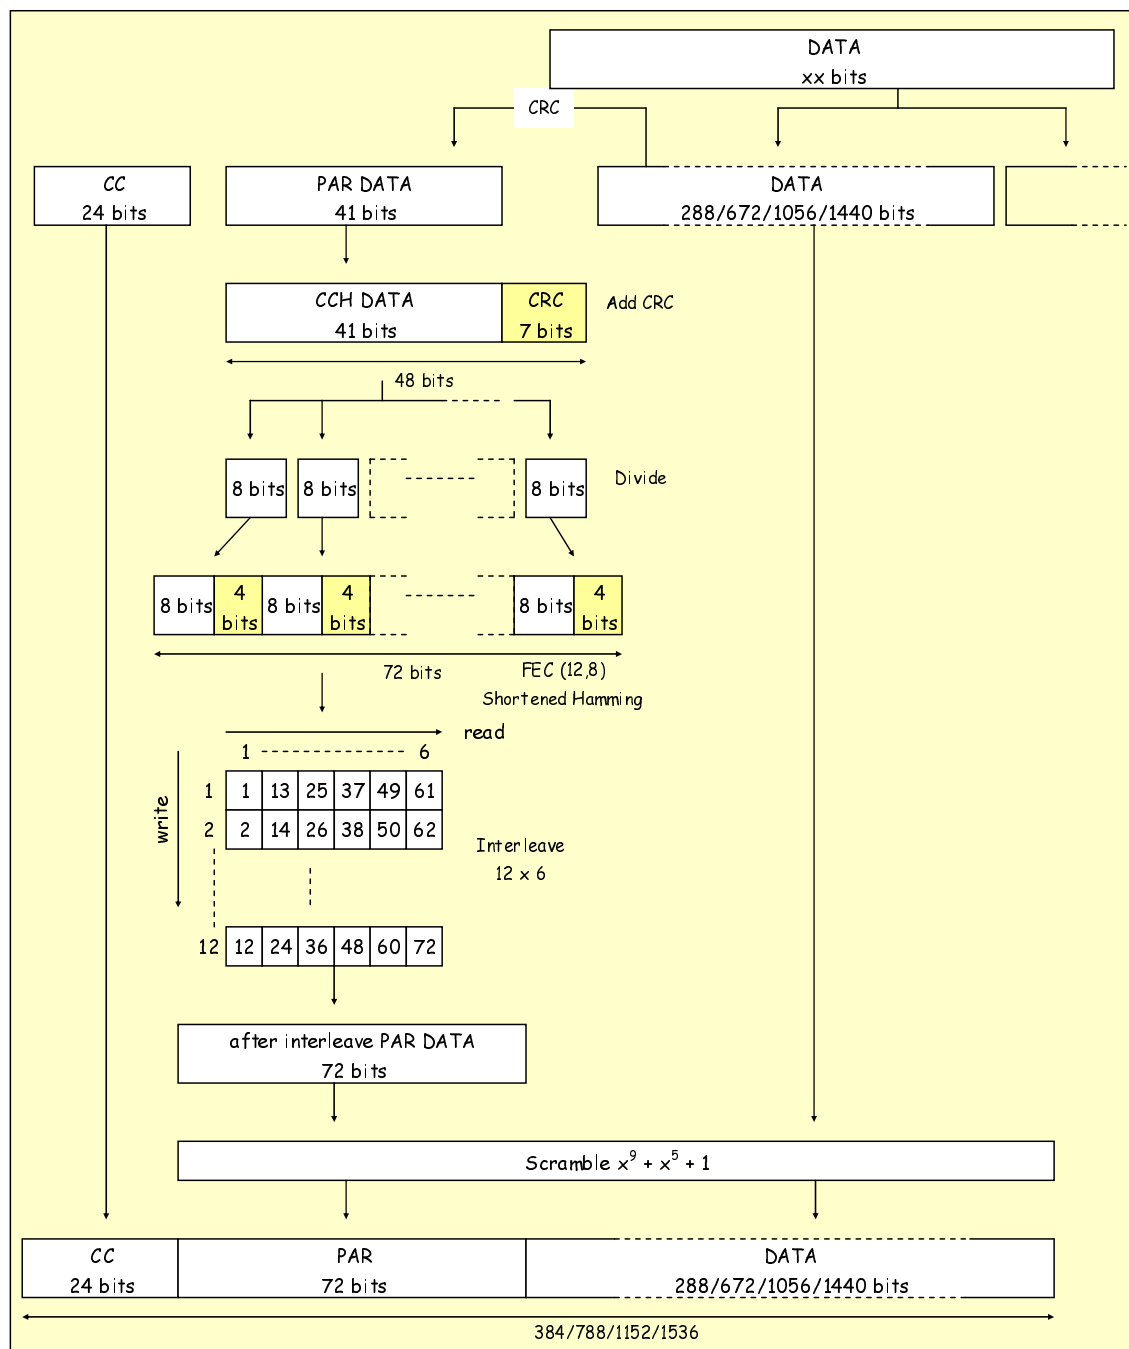 DATA
xx bits
CRC
CC
24 bits
PAR DATA
41 bits
DATA
288/672/1056/1440 bits
CCH DATA
41 bits
CRC
7 bits
Add CRC
48 bits
8 bits
8 bits
8 bits
Divide
8 bits
4
bits
8 bits
4
bits
8 bits
4
bits
72 bits
FEC (12,8)
Shortened Hamming
read
1
6
write
1
1 13 25 37 49 61
2
2 14 26 38 50 62
Interleave
12 x 6
12
12 24 36 48 60 72
after interleave PAR DATA
72 bits
Scramble x⁹ + x⁵ + 1
CC
24 bits
PAR
72 bits
DATA
288/672/1056/1440 bits
384/788/1152/1536